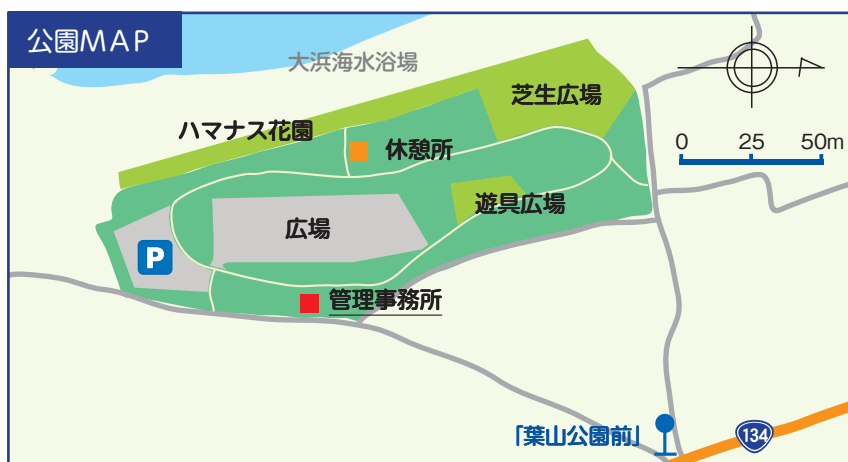 公園MAP
大浜海水浴場
芝生広場
ハマナス花園
休憩所
0 25 50m
遊具広場
広場
P
管理事務所
「葉山公園前」
134